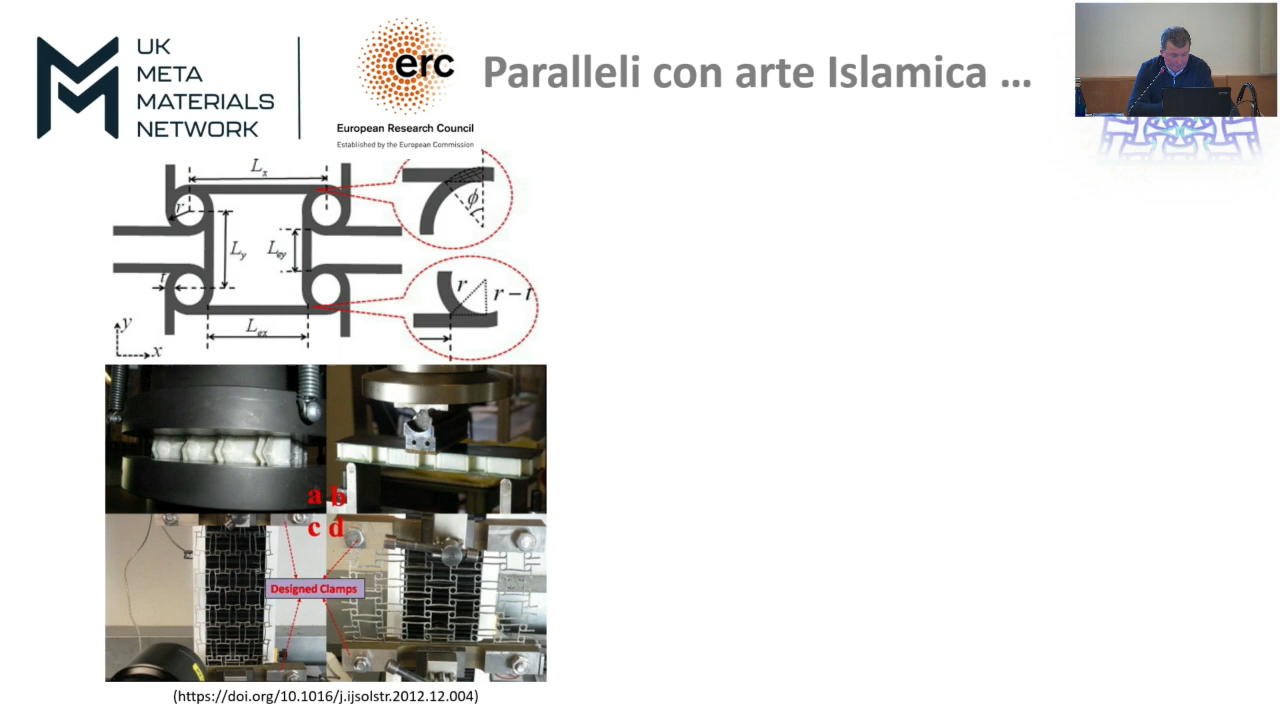 UK
META
MATERIALS
NETWORK
erc
European Research Council
Established by the European Commission
Paralleli con arte Islamica ...
Lx
r
ϕ
Ly
Ley
t
r
r – t
Lex
y
x
a b
c d
Designed Clamps
(https://doi.org/10.1016/j.ijsolstr.2012.12.004)